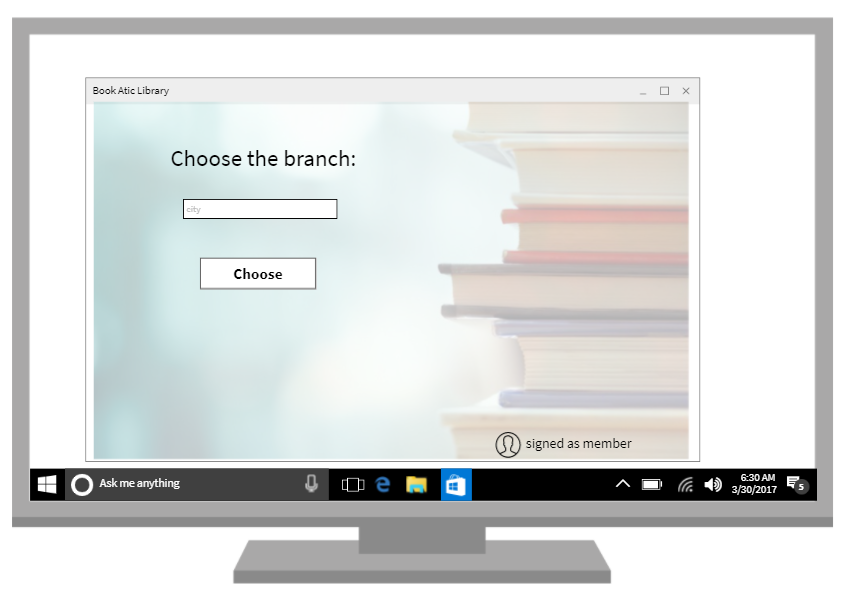 Book Atic Library
Choose the branch:
city
Choose
signed as member
Ask me anything
6:30 AM
3/30/2017
5